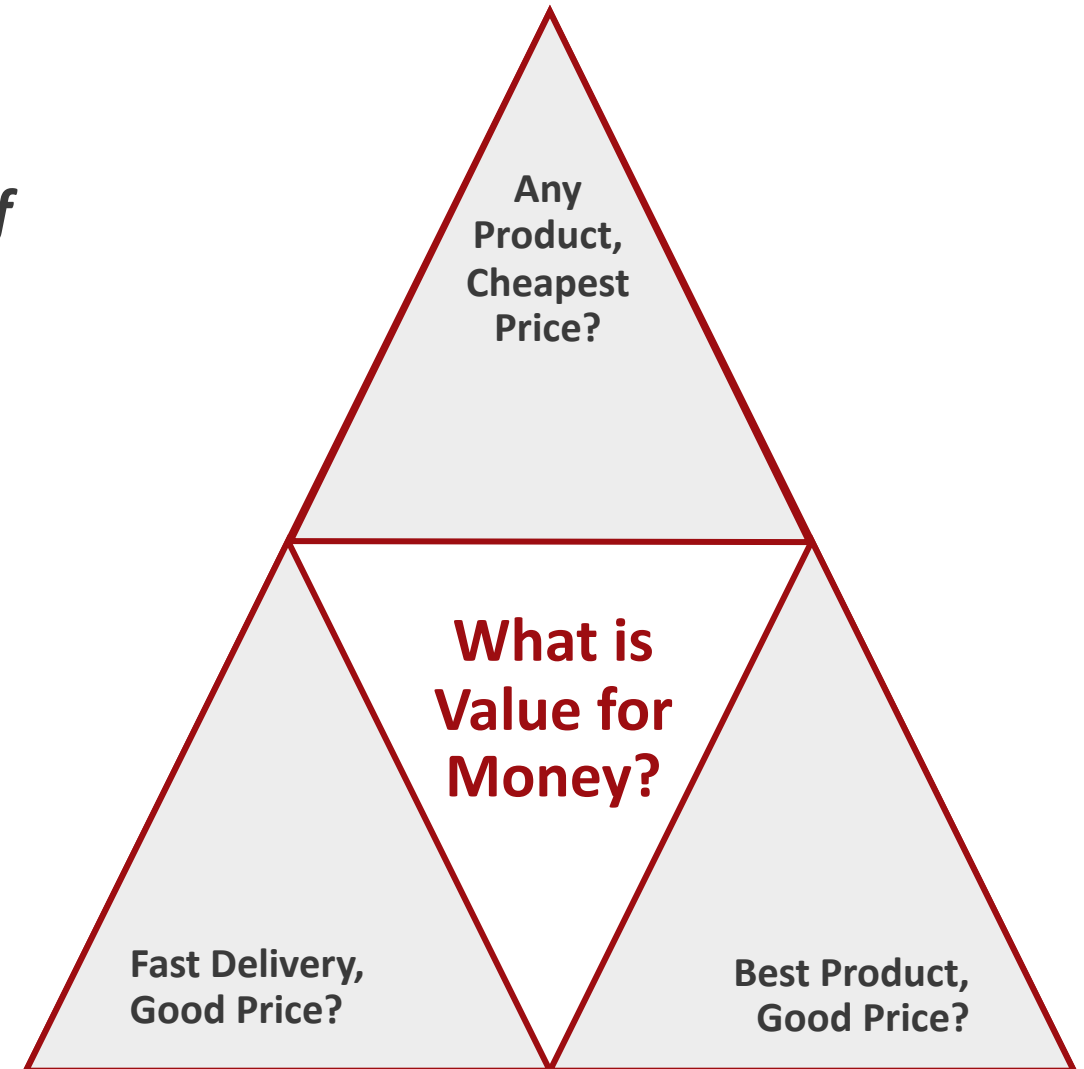 Any
Product,
Cheapest
Price?
What is
Value for
Money?
Fast Delivery,
Good Price?
Best Product,
Good Price?